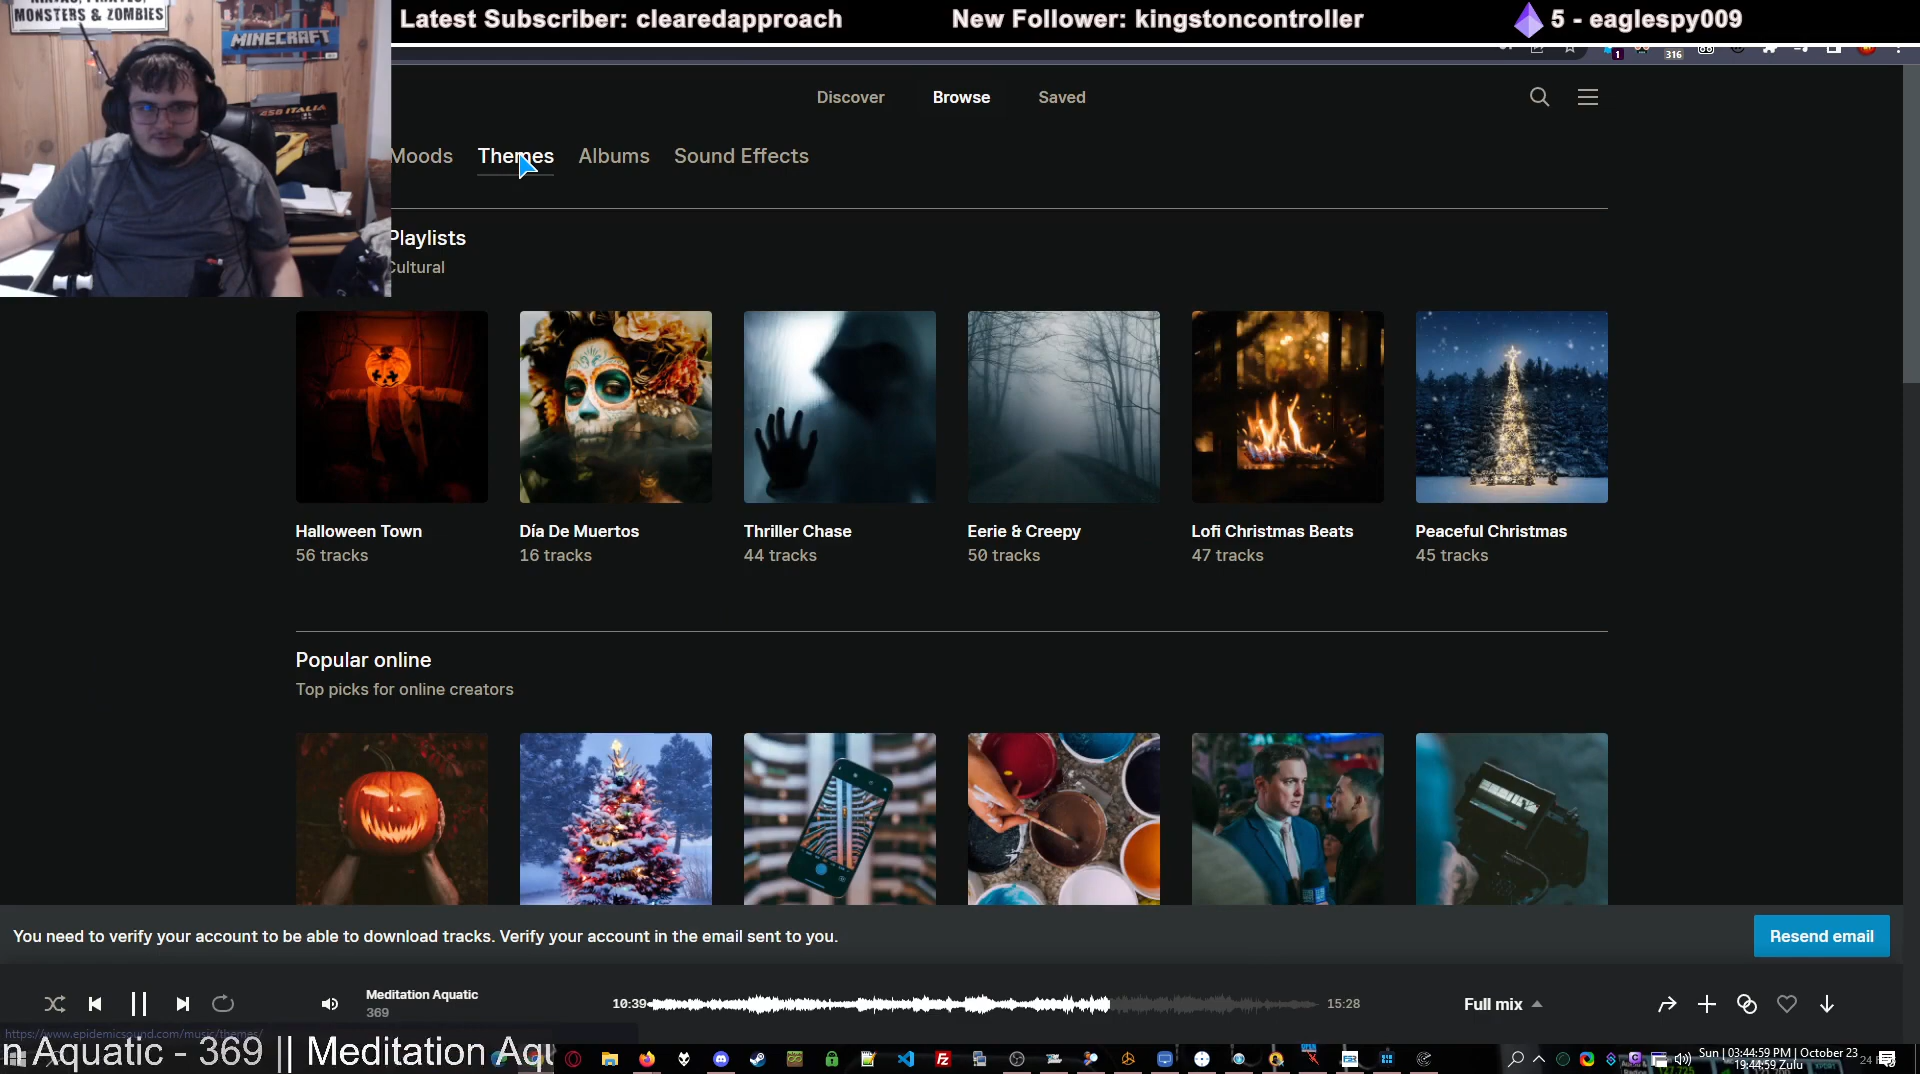 Latest Subscriber: clearedapproach
New Follower: kingstoncontroller
5 - eaglespy009
MONSTERS & ZOMBIES
MINECRAFT
458 ITALIA
1
316
Discover
Browse
Saved
Moods
Themes
Albums
Sound Effects
Playlists
Cultural
Halloween Town
56 tracks
Día De Muertos
16 tracks
Thriller Chase
44 tracks
Eerie & Creepy
50 tracks
Lofi Christmas Beats
47 tracks
Peaceful Christmas
45 tracks
Popular online
Top picks for online creators
You need to verify your account to be able to download tracks. Verify your account in the email sent to you.
Resend email
Meditation Aquatic
369
10:39
15:28
Full mix
https://www.epidemicsound.com/music/themes/
n Aquatic - 369 || Meditation Aqu
Sun | 03:44:59 PM | October 23
19:44:59 Zulu